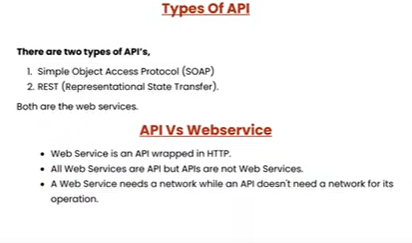 Types Of API
There are two types of API's,
1. Simple Object Access Protocol (SOAP)
2. REST (Representational State Transfer).
Both are the web services.
API Vs Webservice
• Web Service is an API wrapped in HTTP.
• All Web Services are API but APIs are not Web Services.
• A Web Service needs a network while an API doesn't need a network for its
operation.